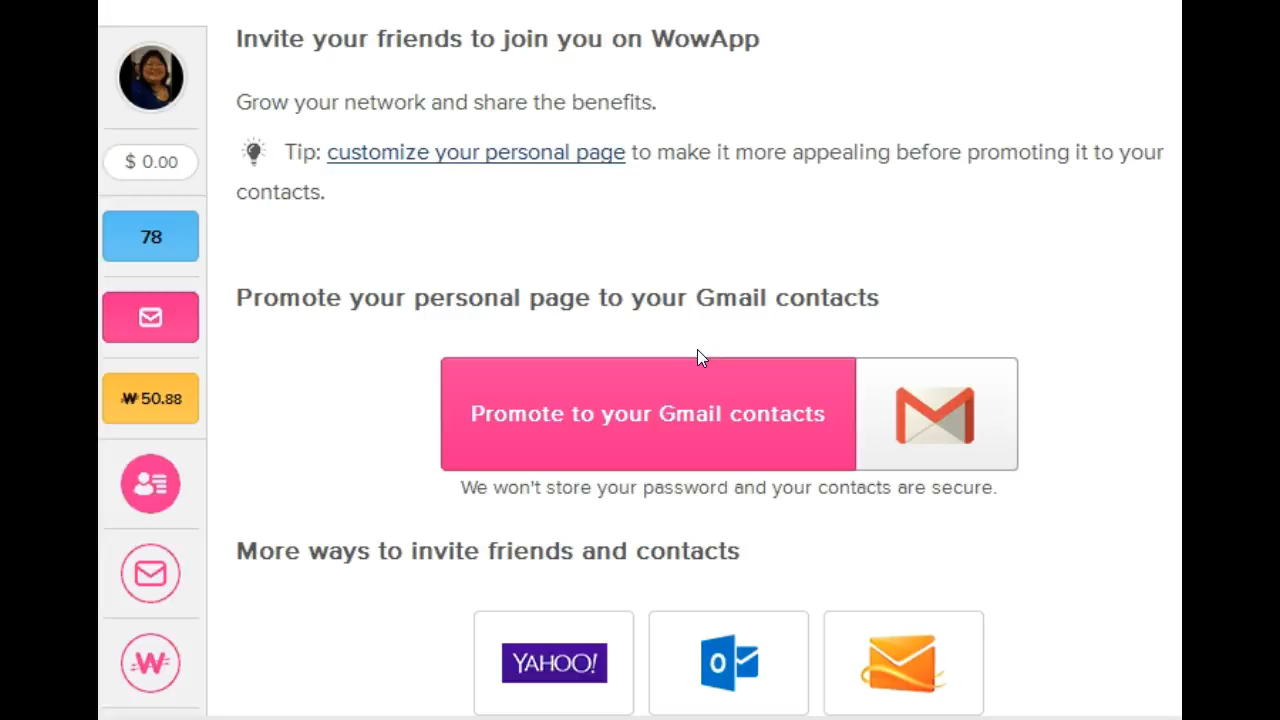 Invite your friends to join you on WowApp
Grow your network and share the benefits.
Tip: customize your personal page to make it more appealing before promoting it to your
contacts.
$ 0.00
78
₩ 50.88
Promote your personal page to your Gmail contacts
Promote to your Gmail contacts
We won't store your password and your contacts are secure.
More ways to invite friends and contacts
YAHOO!